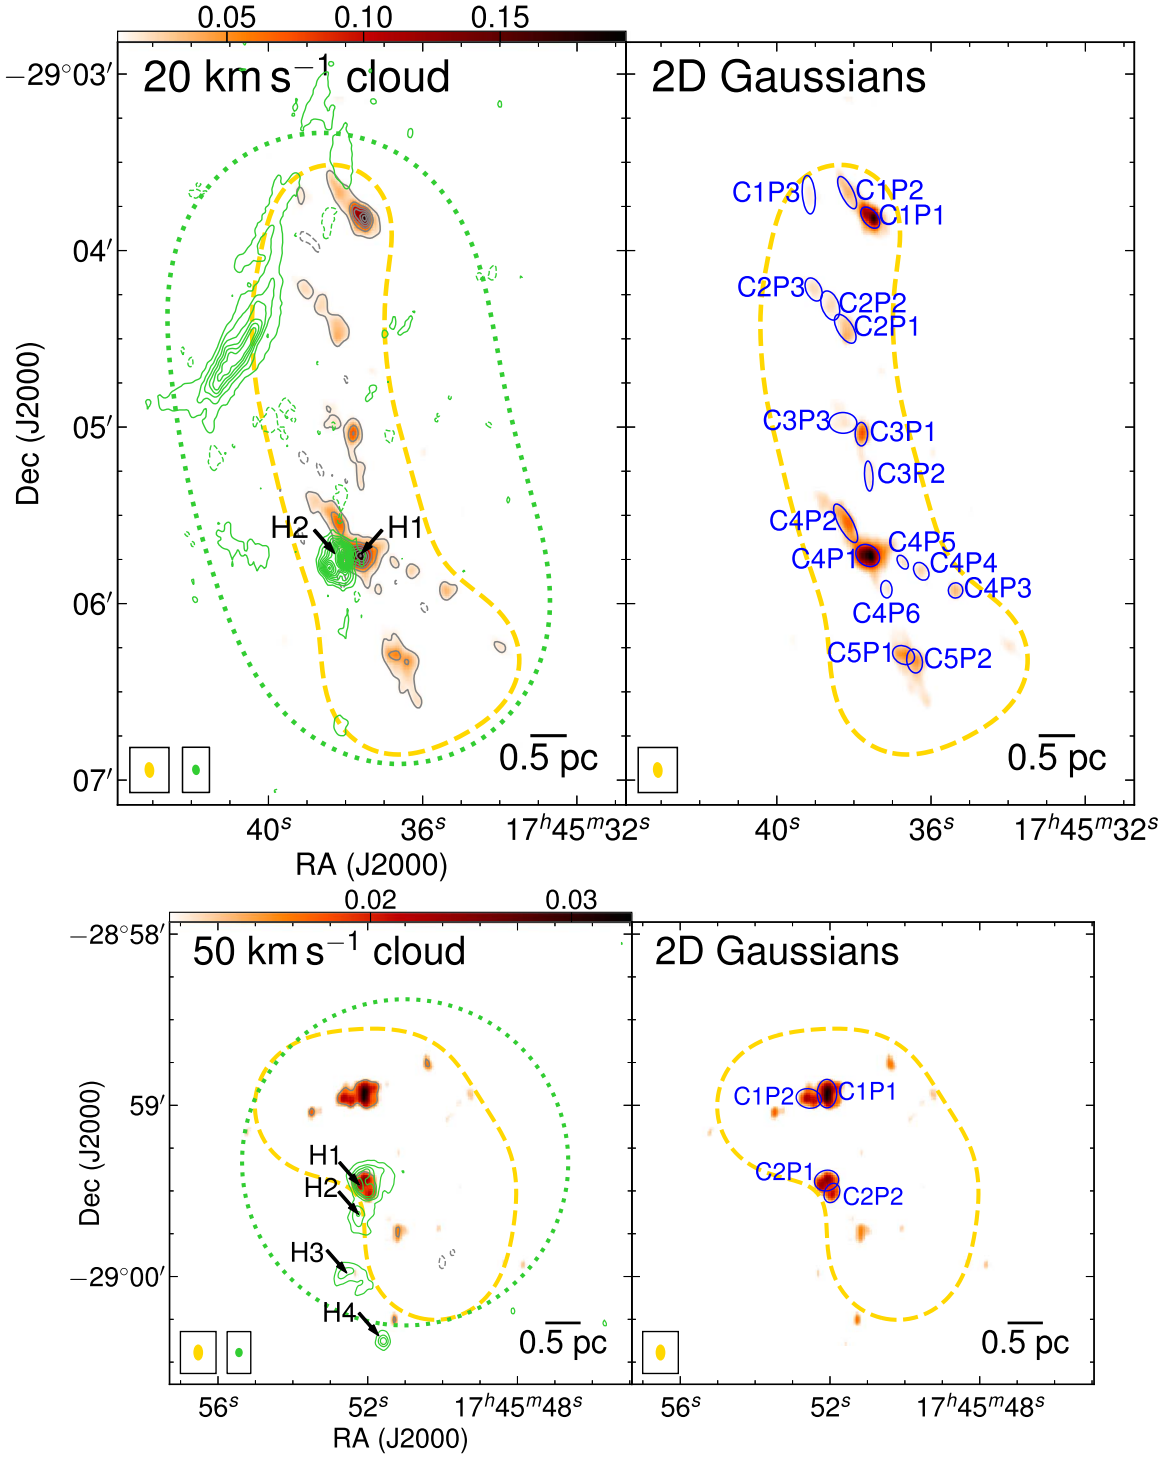 0.05 0.10 0.15
20 km s−1 cloud
2D Gaussians
−29°03′
04′
05′
06′
07′
Dec (J2000)
H2
H1
0.5 pc
C1P3
C1P2
C1P1
C2P3
C2P2
C2P1
C3P3
C3P1
C3P2
C4P2
C4P5
C4P1
C4P4
C4P3
C4P6
C5P1
C5P2
0.5 pc
40s 36s 17h45m32s
40s 36s 17h45m32s
RA (J2000)
0.02 0.03
50 km s−1 cloud
2D Gaussians
−28°58′
59′
−29°00′
Dec (J2000)
H1
H2
H3
H4
0.5 pc
C1P2
C1P1
C2P1
C2P2
0.5 pc
56s 52s 17h45m48s
56s 52s 17h45m48s
RA (J2000)